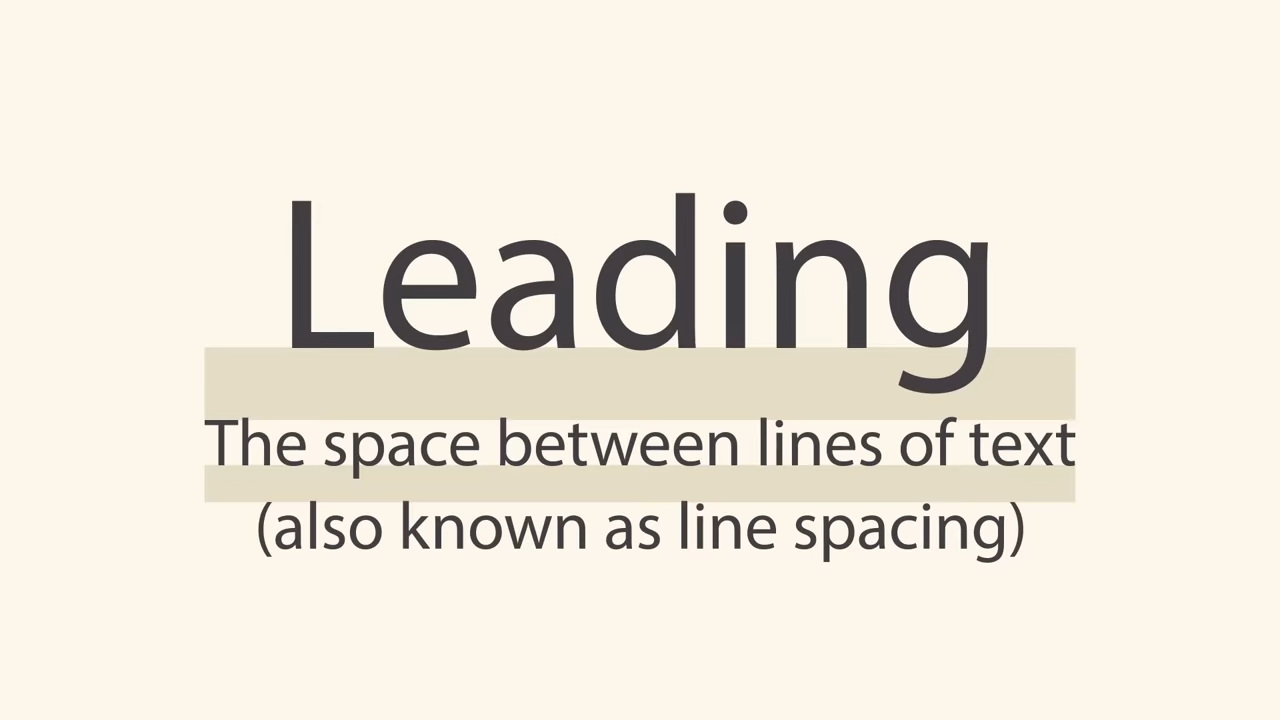 Leading
The space between lines of text
(also known as line spacing)